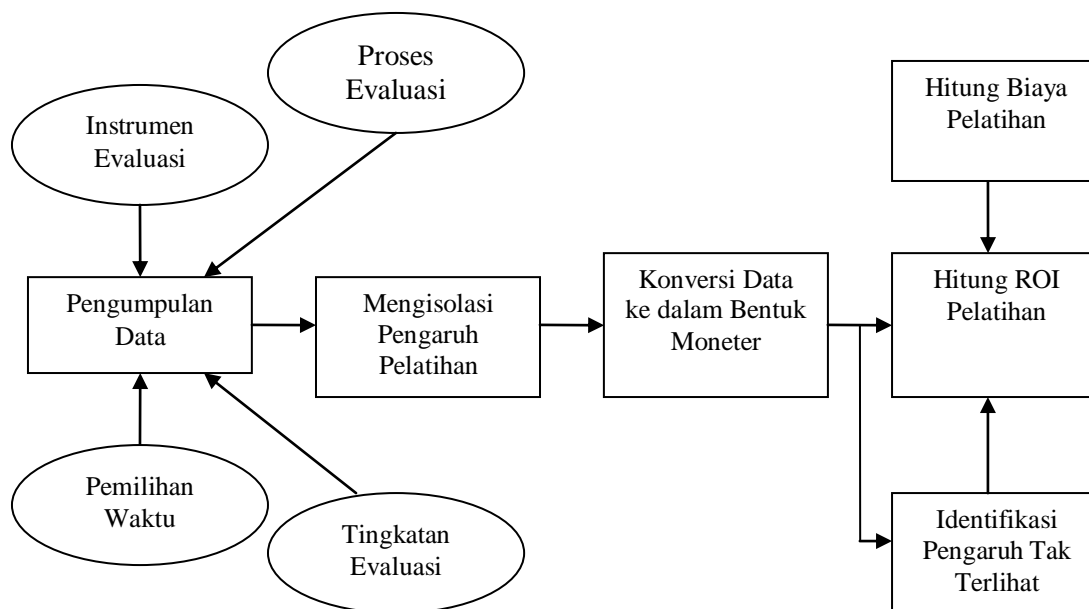 Proses
Evaluasi
Instrumen
Evaluasi
Hitung Biaya
Pelatihan
Pengumpulan
Data
Mengisolasi
Pengaruh
Pelatihan
Konversi Data
ke dalam Bentuk
Moneter
Hitung ROI
Pelatihan
Pemilihan
Waktu
Tingkatan
Evaluasi
Identifikasi
Pengaruh Tak
Terlihat